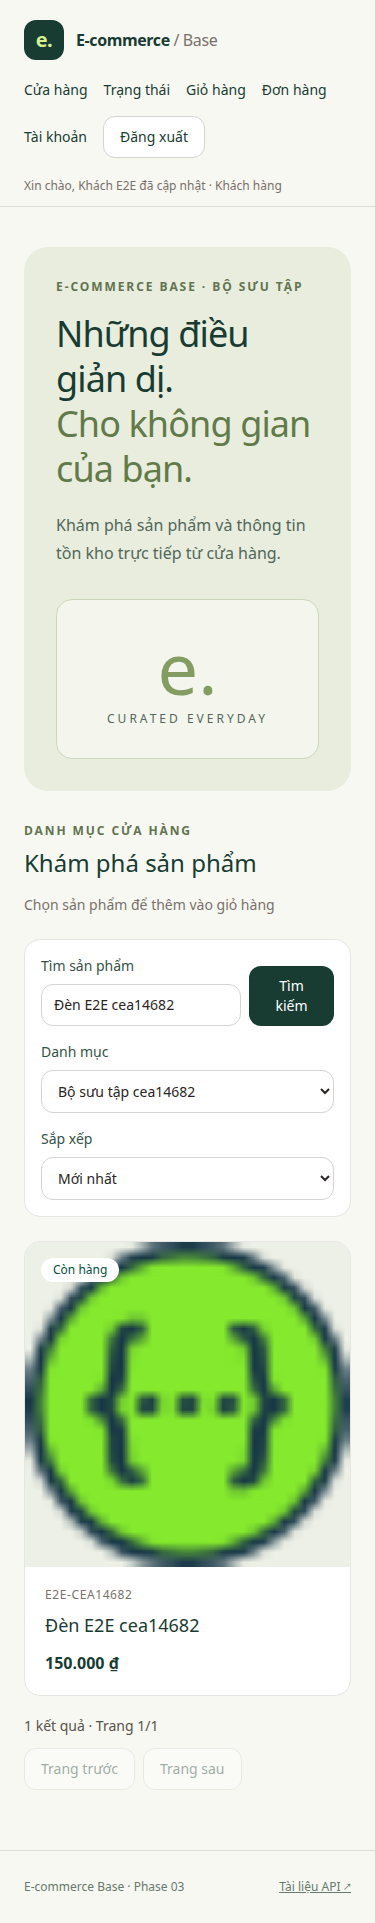 e. E-commerce / Base
Cửa hàng Trạng thái Giỏ hàng Đơn hàng
Tài khoản Đăng xuất
Xin chào, Khách E2E đã cập nhật · Khách hàng
E-COMMERCE BASE · BỘ SƯU TẬP
Những điều
giản dị.
Cho không gian
của bạn.
Khám phá sản phẩm và thông tin
tồn kho trực tiếp từ cửa hàng.
e.
CURATED EVERYDAY
DANH MỤC CỬA HÀNG
Khám phá sản phẩm
Chọn sản phẩm để thêm vào giỏ hàng
Tìm sản phẩm
Đèn E2E cea14682
Tìm
kiếm
Danh mục
Bộ sưu tập cea14682
Sắp xếp
Mới nhất
Còn hàng
{...}
E2E-CEA14682
Đèn E2E cea14682
150.000 ₫
1 kết quả · Trang 1/1
Trang trước Trang sau
E-commerce Base · Phase 03 Tài liệu API ↗